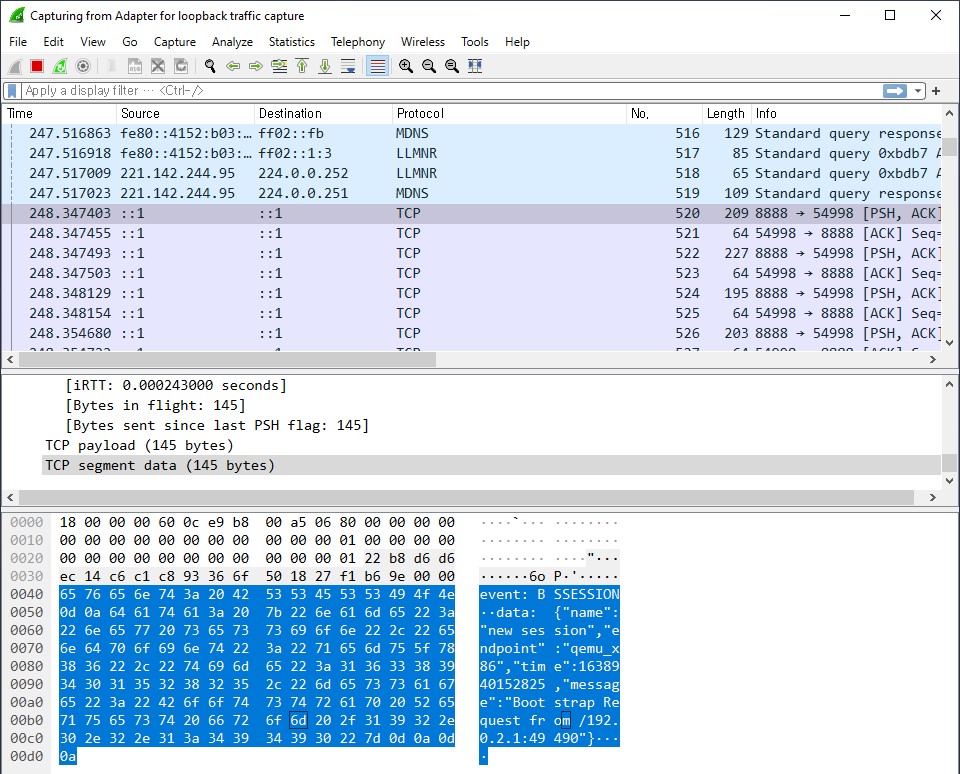 Capturing from Adapter for loopback traffic capture
File Edit View Go Capture Analyze Statistics Telephony Wireless Tools Help
Apply a display filter ... <Ctrl-/>
Time Source Destination Protocol No. Length Info
247.516863 fe80::4152:b03:… ff02::fb MDNS 516 129 Standard query response
247.516918 fe80::4152:b03:… ff02::1:3 LLMNR 517 85 Standard query 0xbdb7 A
247.517009 221.142.244.95 224.0.0.252 LLMNR 518 65 Standard query 0xbdb7 A
247.517023 221.142.244.95 224.0.0.251 MDNS 519 109 Standard query response
248.347403 ::1 ::1 TCP 520 209 8888 → 54998 [PSH, ACK]
248.347455 ::1 ::1 TCP 521 64 54998 → 8888 [ACK] Seq=
248.347493 ::1 ::1 TCP 522 227 8888 → 54998 [PSH, ACK]
248.347503 ::1 ::1 TCP 523 64 54998 → 8888 [ACK] Seq=
248.348129 ::1 ::1 TCP 524 195 8888 → 54998 [PSH, ACK]
248.348154 ::1 ::1 TCP 525 64 54998 → 8888 [ACK] Seq=
248.354680 ::1 ::1 TCP 526 203 8888 → 54998 [PSH, ACK]
[iRTT: 0.000243000 seconds]
[Bytes in flight: 145]
[Bytes sent since last PSH flag: 145]
TCP payload (145 bytes)
TCP segment data (145 bytes)
0000 18 00 00 00 60 0c e9 b8 00 a5 06 80 00 00 00 00 ····`··· ········
0010 00 00 00 00 00 00 00 00 00 00 00 01 00 00 00 00 ········ ········
0020 00 00 00 00 00 00 00 00 00 00 00 01 22 b8 d6 d6 ········ ····"···
0030 ec 14 c6 c1 c8 93 36 6f 50 18 27 f1 b6 9e 00 00 ······6o P·'·····
0040 65 76 65 6e 74 3a 20 42 53 53 45 53 53 49 4f 4e event: B SSESSION
0050 0d 0a 64 61 74 61 3a 20 7b 22 6e 61 6d 65 22 3a ··data: {"name":
0060 22 6e 65 77 20 73 65 73 73 69 6f 6e 22 2c 22 65 "new ses sion","e
0070 6e 64 70 6f 69 6e 74 22 3a 22 71 65 6d 75 5f 78 ndpoint" :"qemu_x
0080 38 36 22 2c 22 74 69 6d 65 22 3a 31 36 33 38 39 86","tim e":16389
0090 34 30 31 35 32 38 32 35 2c 22 6d 65 73 73 61 67 40152825 ,"messag
00a0 65 22 3a 22 42 6f 6f 74 73 74 72 61 70 20 52 65 e":"Boot strap Re
00b0 71 75 65 73 74 20 66 72 6f 6d 20 2f 31 39 32 2e quest fr om /192.
00c0 30 2e 32 2e 31 3a 34 39 34 39 30 22 7d 0d 0a 0d 0.2.1:49 490"}···
00d0 0a ·